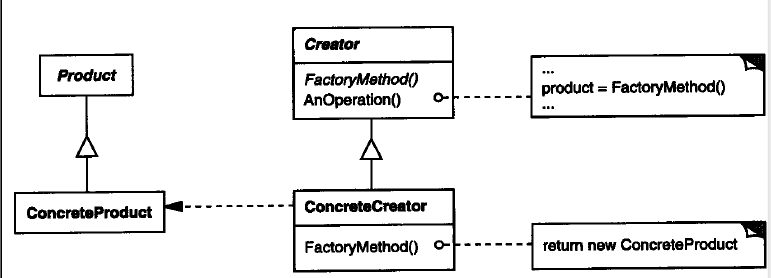 Product
ConcreteProduct
Creator
FactoryMethod()
AnOperation()
...
product = FactoryMethod()
...
ConcreteCreator
FactoryMethod()
return new ConcreteProduct